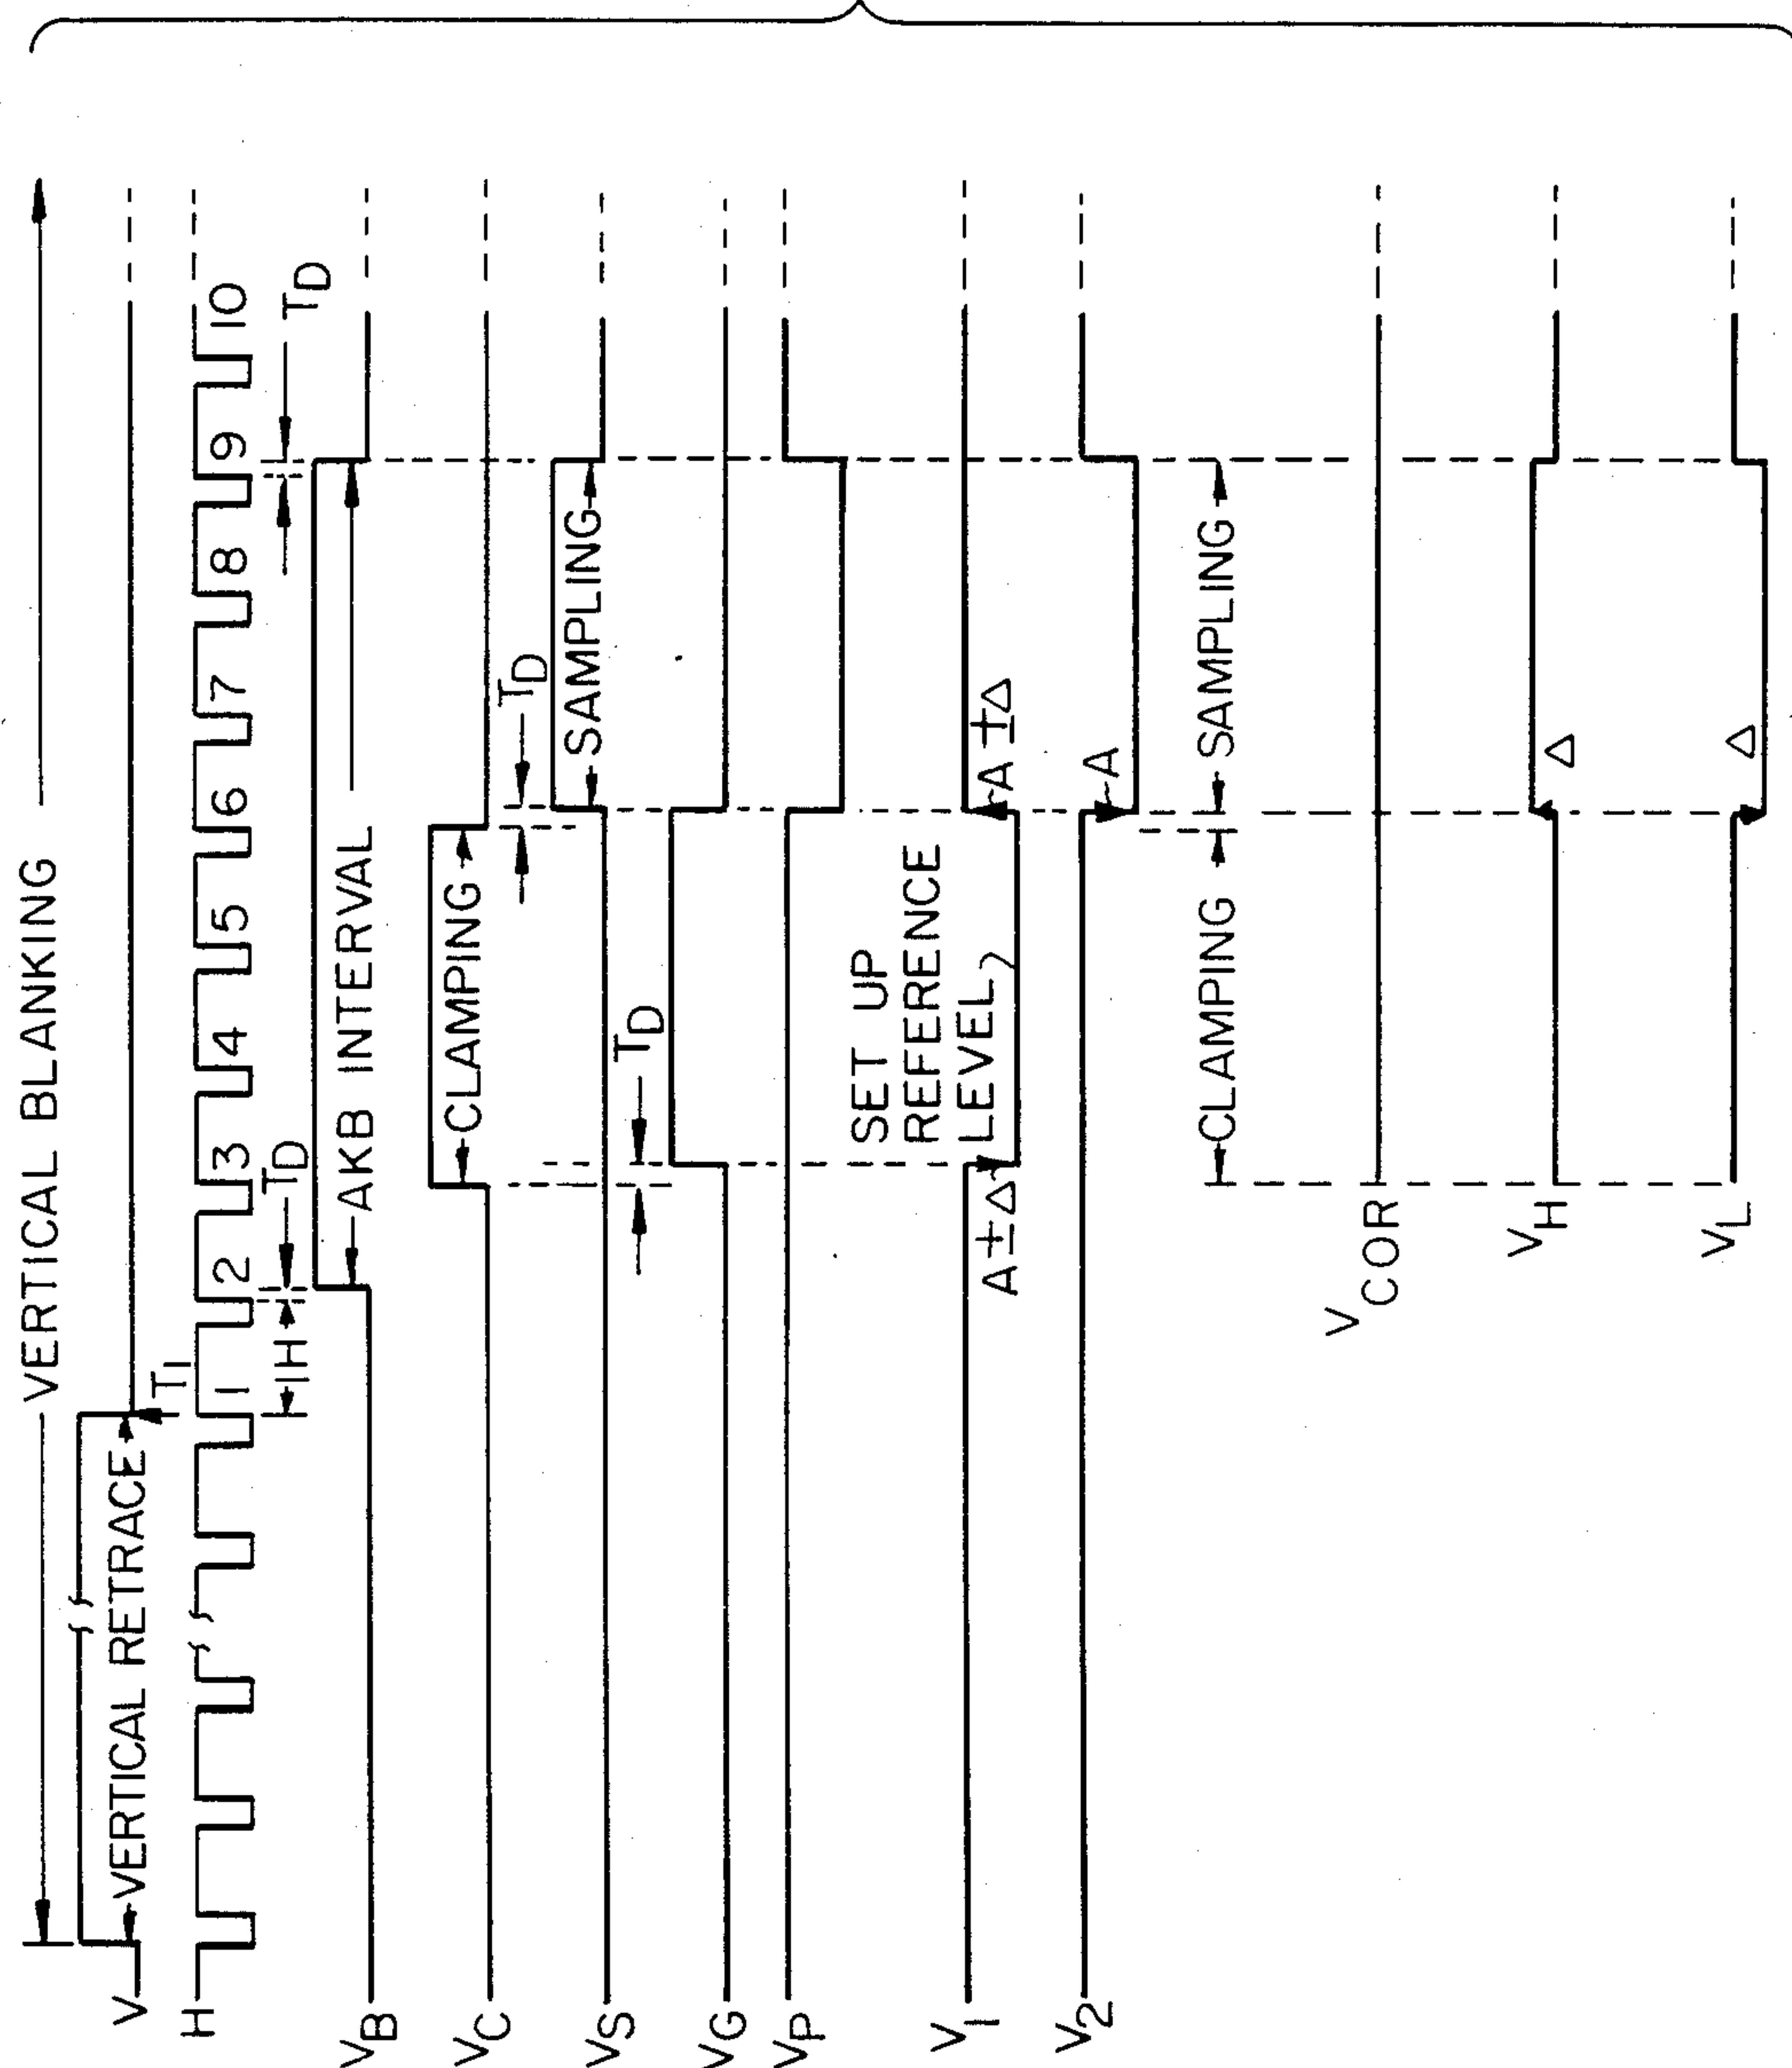 VERTICAL BLANKING
V
VERTICAL RETRACE
T1
H
1 2 3 4 5 6 7 8 9 10
1H
TD
TD
VB
AKB INTERVAL
VC
CLAMPING
TD
VS
SAMPLING
TD
VG
VP
SET UP
REFERENCE
LEVEL
V1
A±Δ
A±Δ
V2
A
CLAMPING
SAMPLING
VCOR
VH
Δ
VL
Δ